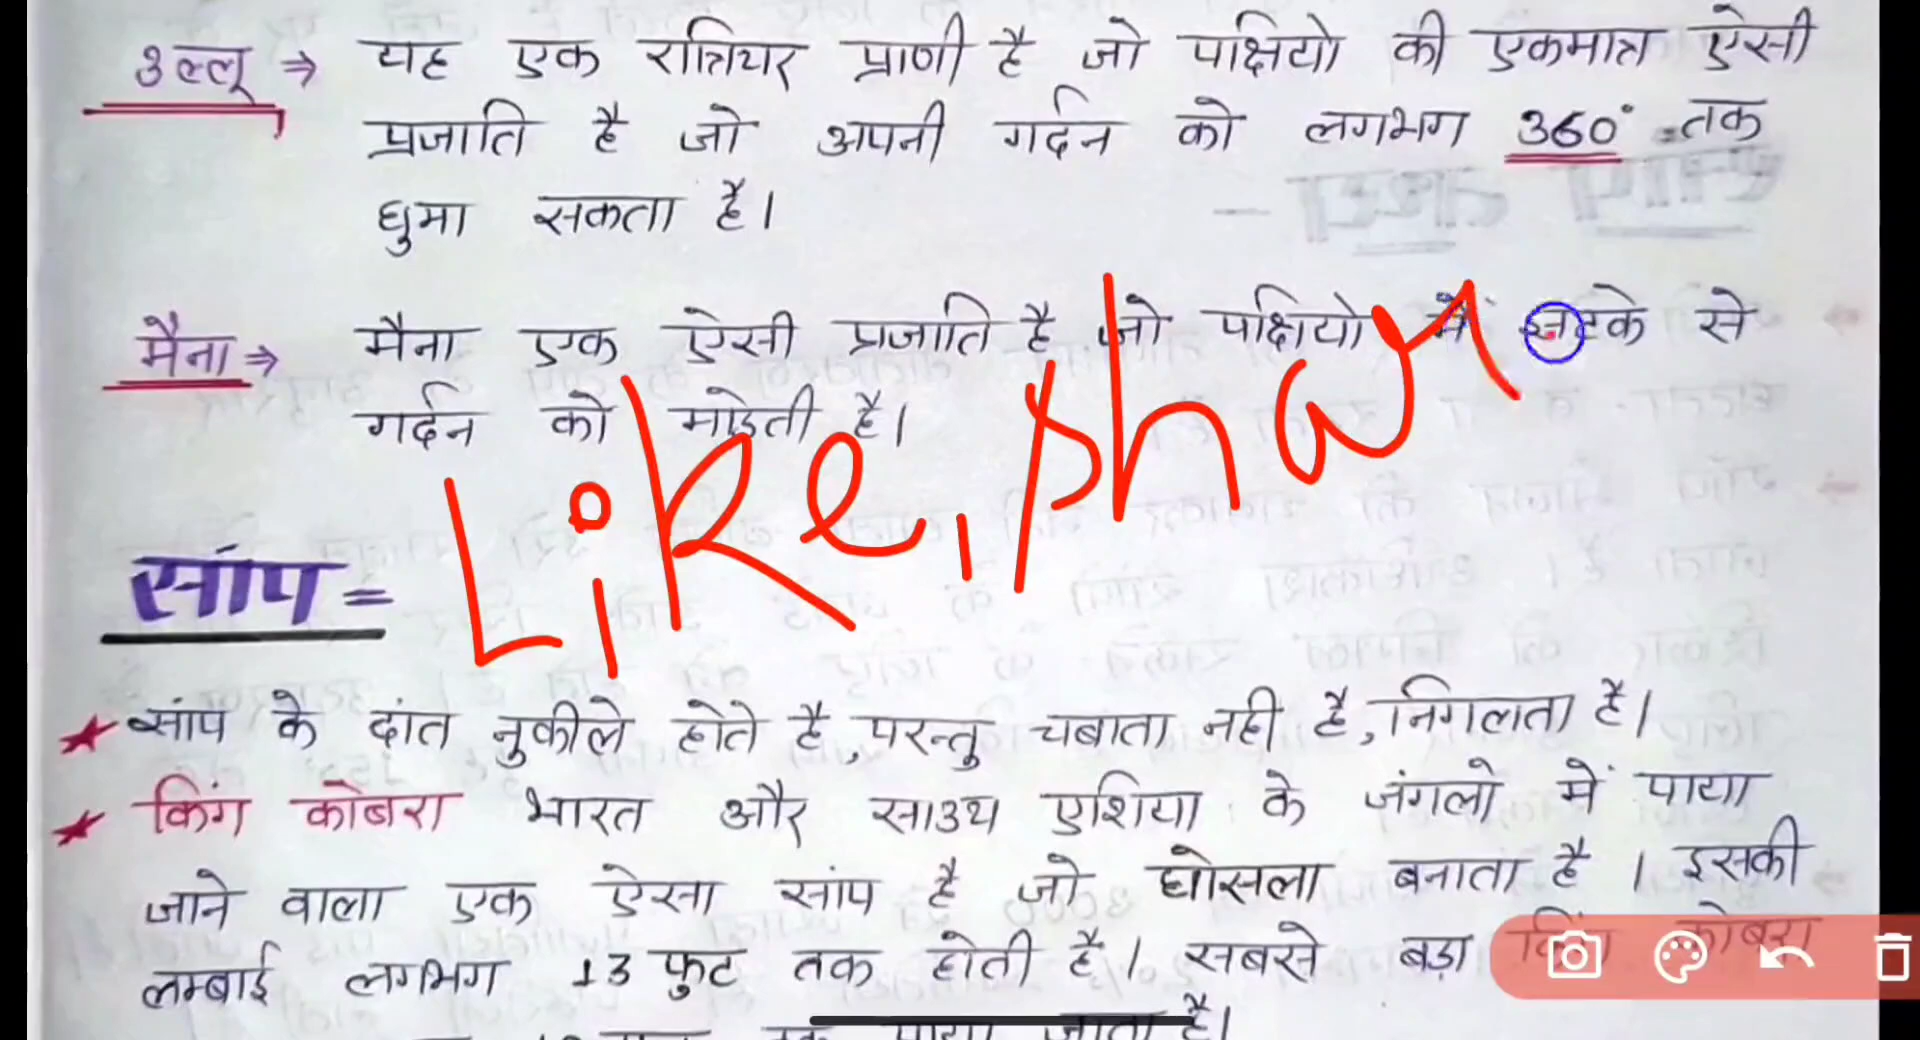 उल्लू ⇒ यह एक रात्रिचर प्राणी है जो पक्षियो की एकमात्र ऐसी
प्रजाति है जो अपनी गर्दन को लगभग 360° तक
घुमा सकता है।
मैना ⇒ मैना एक ऐसी प्रजाति है जो पक्षियो में झटके से
गर्दन को मोडती है।
Like, shar
सांप =
★ सांप के दांत नुकीले होते है, परन्तु चबाता नही है, निगलता है।
★ किंग कोबरा भारत और साउथ एशिया के जंगलो में पाया
जाने वाला एक ऐसा सांप है जो घोसला बनाता है । इसकी
लम्बाई लगभग 13 फुट तक होती है। सबसे बड़ा किंग कोबरा
पाया जाता है।